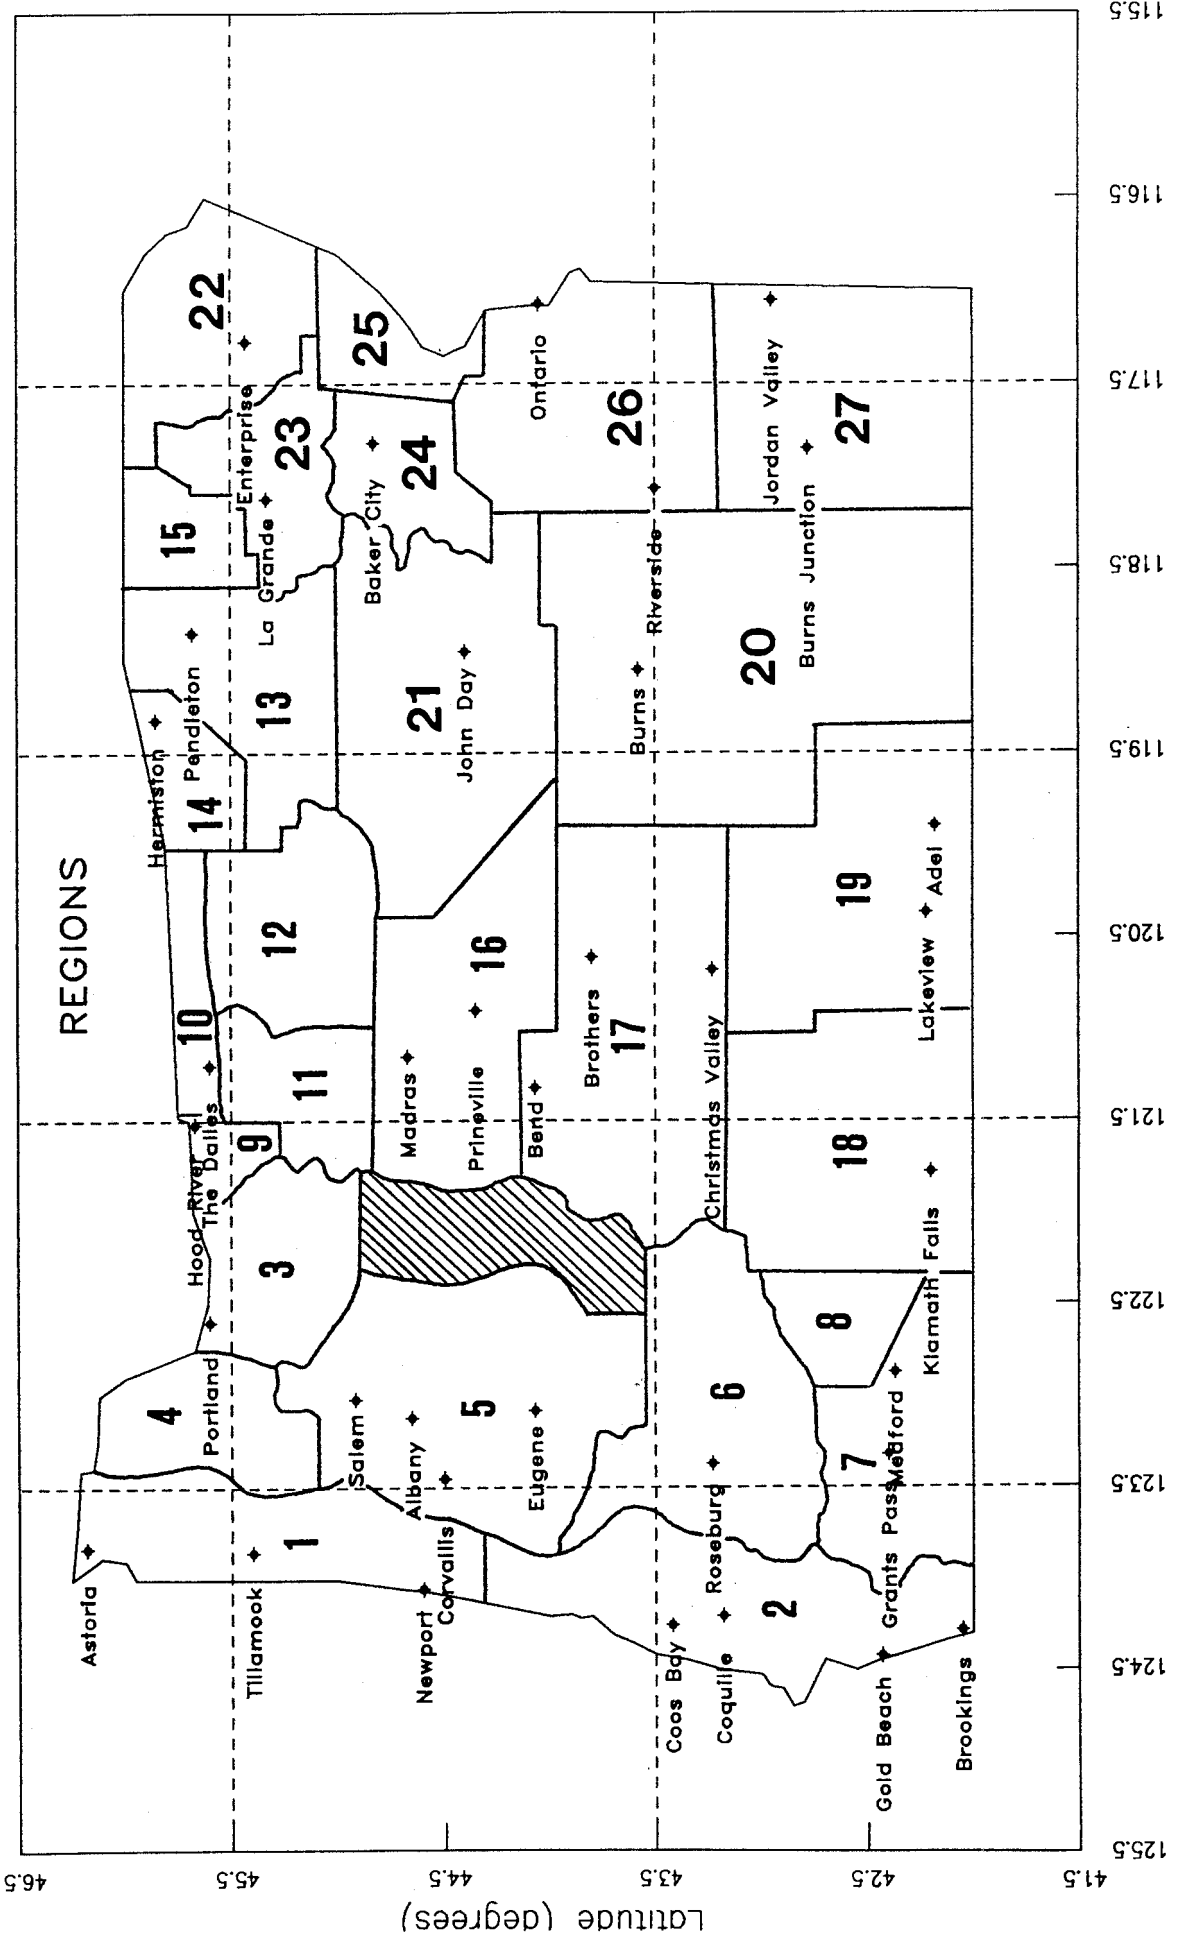 REGIONS
46.5
45.5
44.5
43.5
42.5
41.5
Latitude (degrees)
125.5
124.5
123.5
122.5
121.5
120.5
119.5
118.5
117.5
116.5
115.5
Astoria
Tillamook
Newport
Corvallis
Albany
Salem
Portland
Eugene
Coos Bay
Coquille
Roseburg
Gold Beach
Brookings
Grants Pass
Medford
Klamath Falls
Hood River
The Dalles
Madras
Prineville
Bend
Brothers
Christmas Valley
Lakeview
Adel
Hermiston
Pendleton
La Grande
Enterprise
Baker City
John Day
Burns
Riverside
Ontario
Burns Junction
Jordan Valley
1
2
3
4
5
6
7
8
9
10
11
12
13
14
15
16
17
18
19
20
21
22
23
24
25
26
27